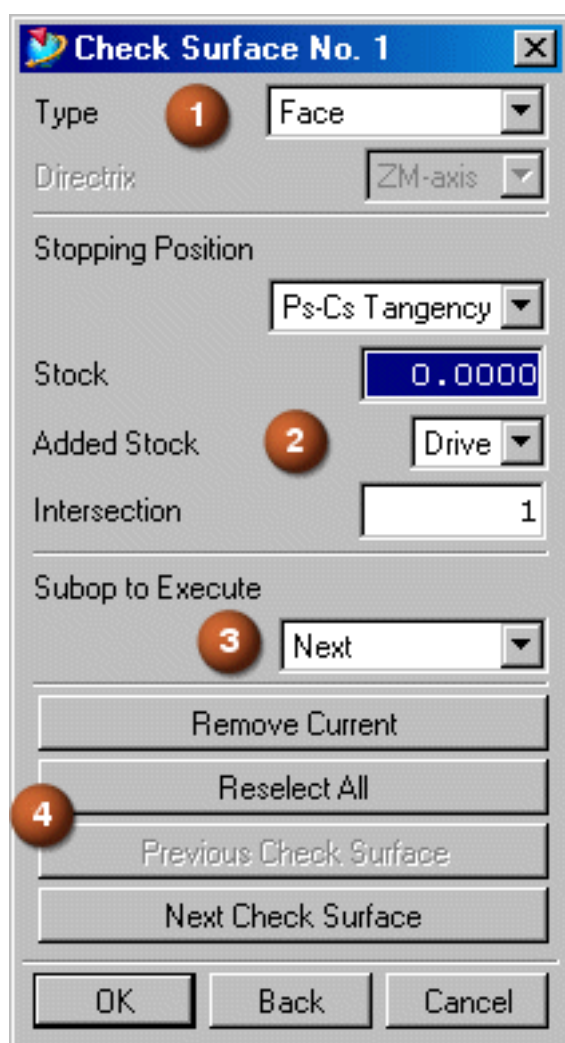 Check Surface No. 1
Type 1 Face
Directrix ZM-axis
Stopping Position
Ps-Cs Tangency
Stock 0.0000
Added Stock 2 Drive
Intersection 1
Subop to Execute
3 Next
Remove Current
Reselect All
4
Previous Check Surface
Next Check Surface
OK Back Cancel